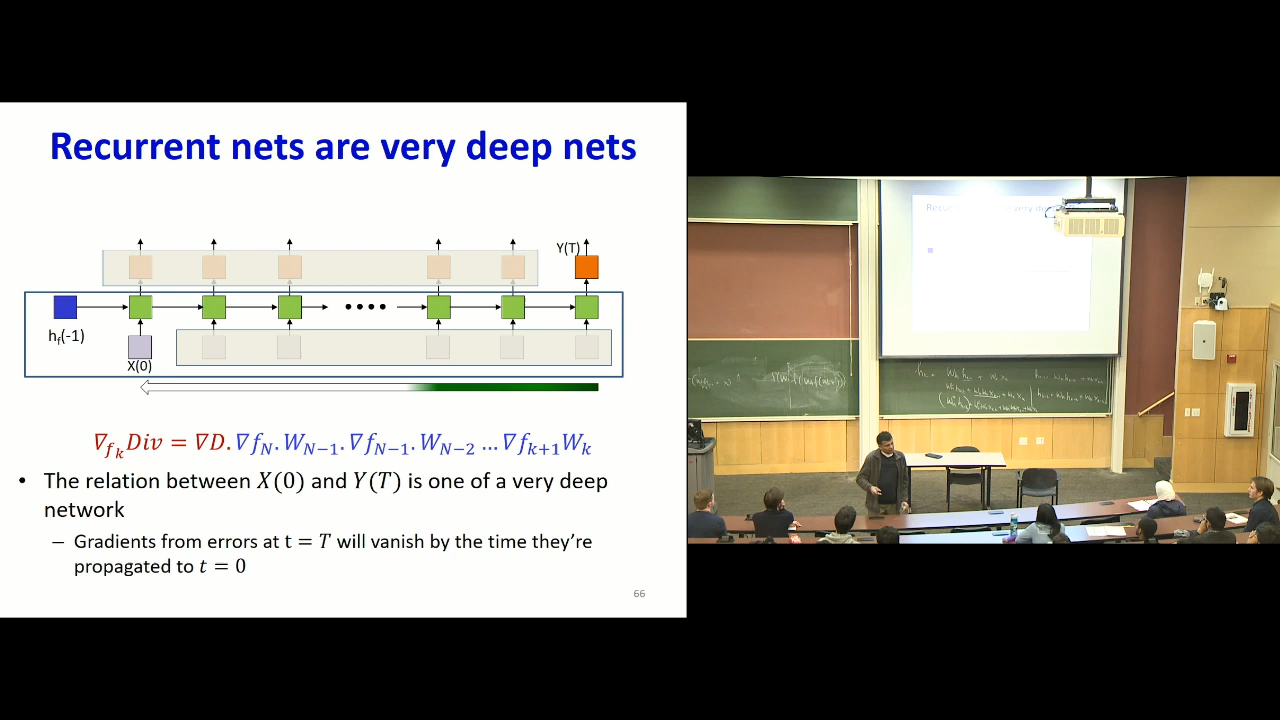 Recurrent nets are very deep nets
Y(T)
h_f(-1)
X(0)
∇_{f_k}Div = ∇D. ∇f_N. W_{N−1}. ∇f_{N−1}. W_{N−2} … ∇f_{k+1}W_k
• The relation between X(0) and Y(T) is one of a very deep
network
– Gradients from errors at t = T will vanish by the time they’re
propagated to t = 0
66